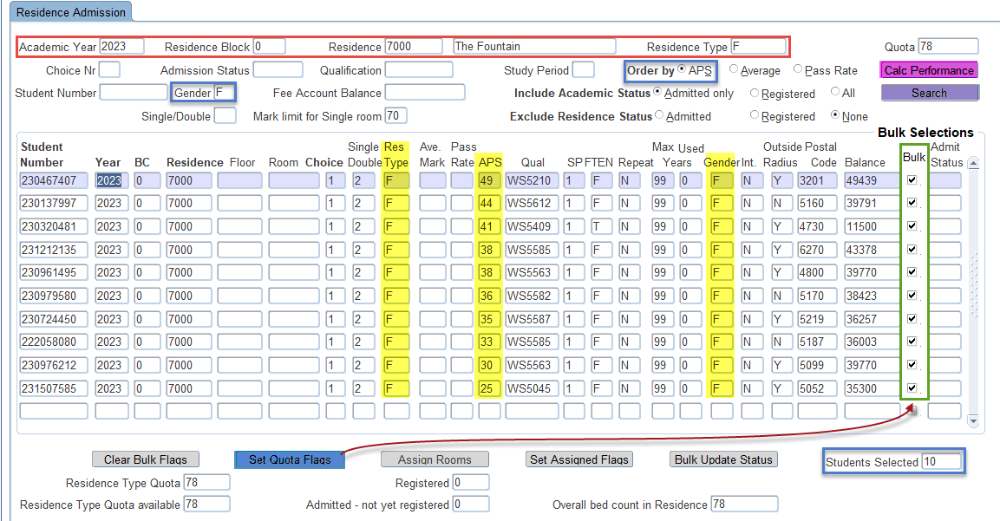 Residence Admission
Academic Year 2023 Residence Block 0 Residence 7000 The Fountain Residence Type F Quota 78
Choice Nr Admission Status Qualification Study Period Order by APS Average Pass Rate Calc Performance
Student Number Gender F Fee Account Balance Include Academic Status Admitted only Registered All Search
Single/Double Mark limit for Single room 70 Exclude Residence Status Admitted Registered None
Bulk Selections
Student Single Res Ave. Pass Max Used Outside Postal Bulk Admit
Number Year BC Residence Floor Room Choice Double Type Mark Rate APS Qual SP FTEN Repeat Years Gender Int. Radius Code Balance Status
230467407 2023 0 7000 1 2 F 49 WS5210 1 F N 99 0 F N Y 3201 49439
230137997 2023 0 7000 1 2 F 44 WS5612 1 F N 99 0 F N N 5160 39791
230320481 2023 0 7000 1 2 F 41 WS5409 1 T N 99 0 F N Y 4730 11500
231212135 2023 0 7000 1 2 F 38 WS5585 1 F N 99 0 F N Y 6270 43378
230961495 2023 0 7000 1 2 F 38 WS5563 1 F N 99 0 F N Y 4800 39770
230979580 2023 0 7000 1 2 F 36 WS5582 1 F N 99 0 F N N 5170 38423
230724450 2023 0 7000 1 2 F 35 WS5587 1 F N 99 0 F N Y 5219 36257
222058080 2023 0 7000 1 2 F 33 WS5585 1 F N 99 0 F N N 5187 36003
230976212 2023 0 7000 1 2 F 30 WS5563 1 F N 99 0 F N Y 5099 39770
231507585 2023 0 7000 1 2 F 25 WS5045 1 F N 99 0 F N Y 5052 35300
Clear Bulk Flags Set Quota Flags Assign Rooms Set Assigned Flags Bulk Update Status Students Selected 10
Residence Type Quota 78 Registered 0
Residence Type Quota available 78 Admitted - not yet registered 0 Overall bed count in Residence 78